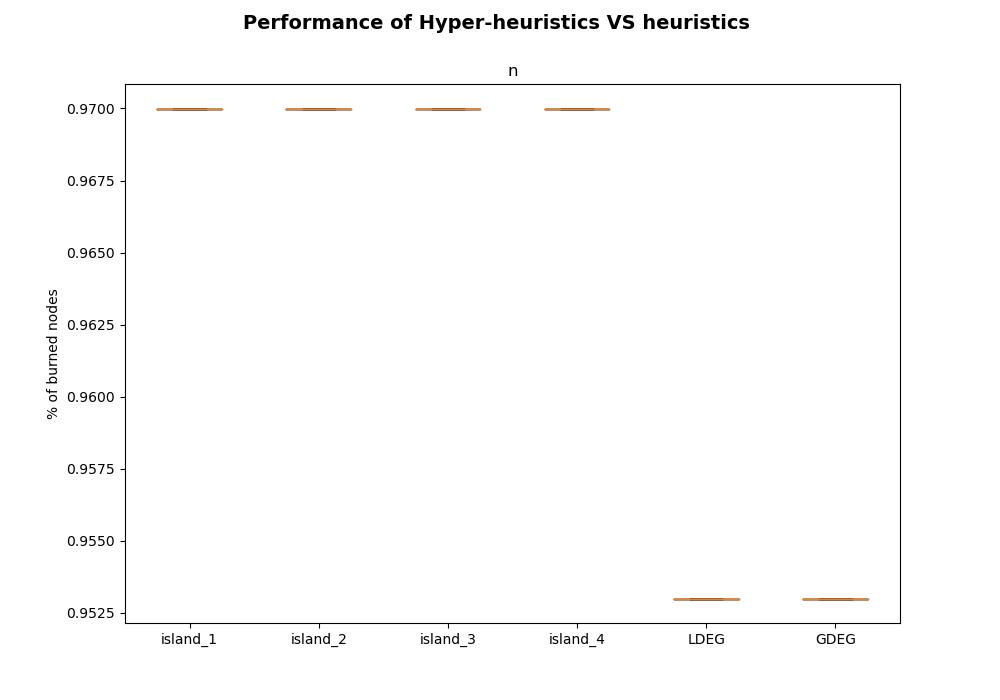 Performance of Hyper-heuristics VS heuristics
n
% of burned nodes
0.9700
0.9675
0.9650
0.9625
0.9600
0.9575
0.9550
0.9525
island_1 island_2 island_3 island_4 LDEG GDEG